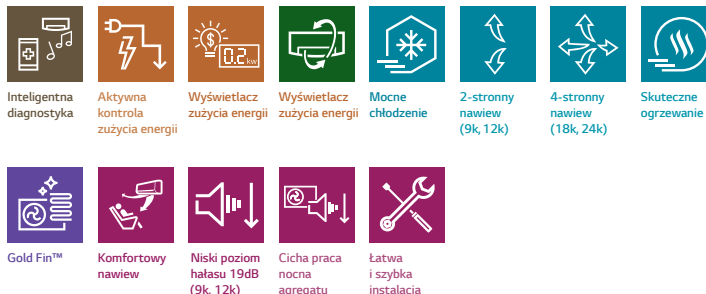 0.2 kw
Inteligentna
diagnostyka
Aktywna
kontrola
zużycia energii
Wyświetlacz
zużycia energii
Wyświetlacz
zużycia energii
Mocne
chłodzenie
2-stronny
nawiew
(9k, 12k)
4-stronny
nawiew
(18k, 24k)
Skuteczne
ogrzewanie
Gold Fin™
Komfortowy
nawiew
Niski poziom
hałasu 19dB
(9k, 12k)
Cicha praca
nocna
agregatu
Łatwa
i szybka
instalacja